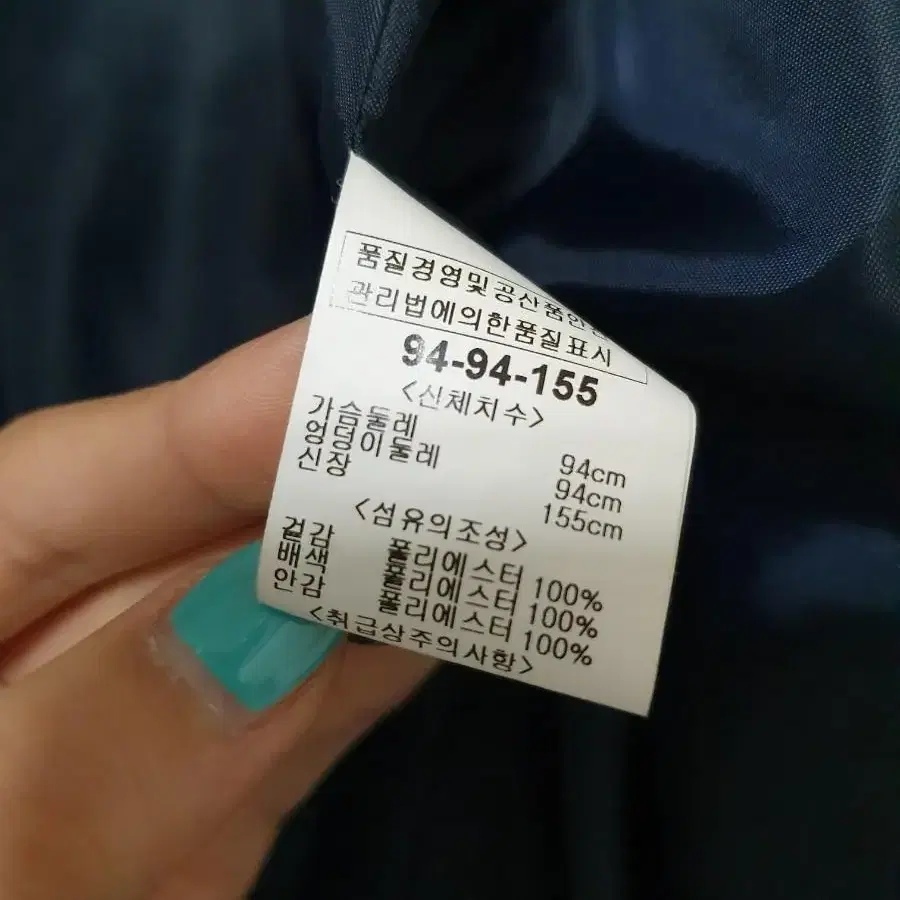 품질경영및공산품안전
관리법에의한품질표시
94-94-155
<신체치수>
가슴둘레 94cm
엉덩이둘레 94cm
신장 155cm
<섬유의조성>
겉감 폴리에스터 100%
배색 폴리에스터 100%
안감 폴리에스터 100%
<취급상주의사항>